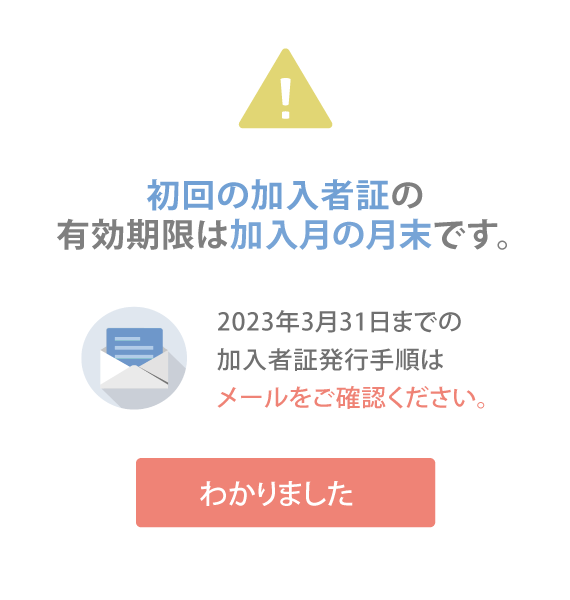 初回の加入者証の
有効期限は加入月の月末です。
2023年3月31日までの
加入者証発行手順は
メールをご確認ください。
わかりました